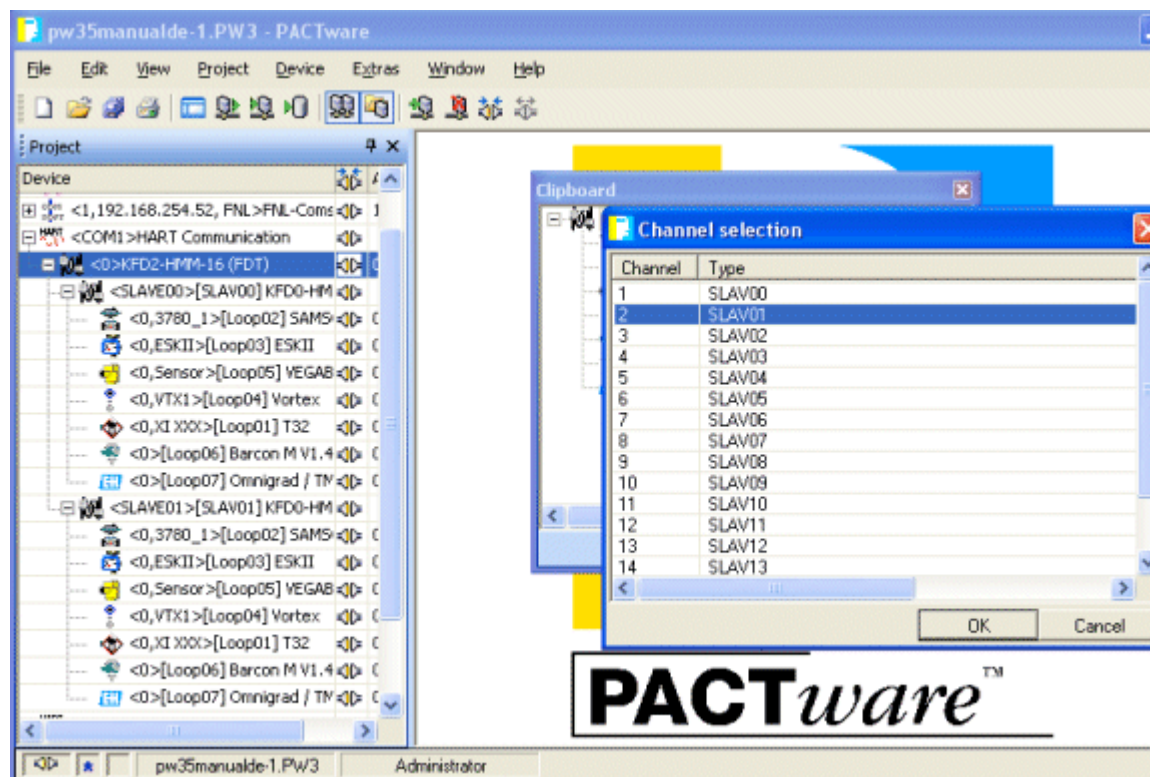 pw35manualde-1.PW3 - PACTware
File Edit View Project Device Extras Window Help
Project
Device
<1,192.168.254.52, FNL>FNL-Coms
HART <COM1>HART Communication
<0>KFD2-HMM-16 (FDT)
<SLAVE00>[SLAV00] KFD0-HM
<0,3780_1>[Loop02] SAMS
<0,ESKII>[Loop03] ESKII
<0,Sensor>[Loop05] VEGAB
<0,VTX1>[Loop04] Vortex
<0,XI XXX>[Loop01] T32
<0>[Loop06] Barcon M V1.4
<0>[Loop07] Omnigrad / TM
<SLAVE01>[SLAV01] KFD0-HM
<0,3780_1>[Loop02] SAMS
<0,ESKII>[Loop03] ESKII
<0,Sensor>[Loop05] VEGAB
<0,VTX1>[Loop04] Vortex
<0,XI XXX>[Loop01] T32
<0>[Loop06] Barcon M V1.4
<0>[Loop07] Omnigrad / TM
Clipboard
Channel selection
Channel Type
1 SLAV00
2 SLAV01
3 SLAV02
4 SLAV03
5 SLAV04
6 SLAV05
7 SLAV06
8 SLAV07
9 SLAV08
10 SLAV09
11 SLAV10
12 SLAV11
13 SLAV12
14 SLAV13
OK Cancel
PACTware™
pw35manualde-1.PW3 Administrator